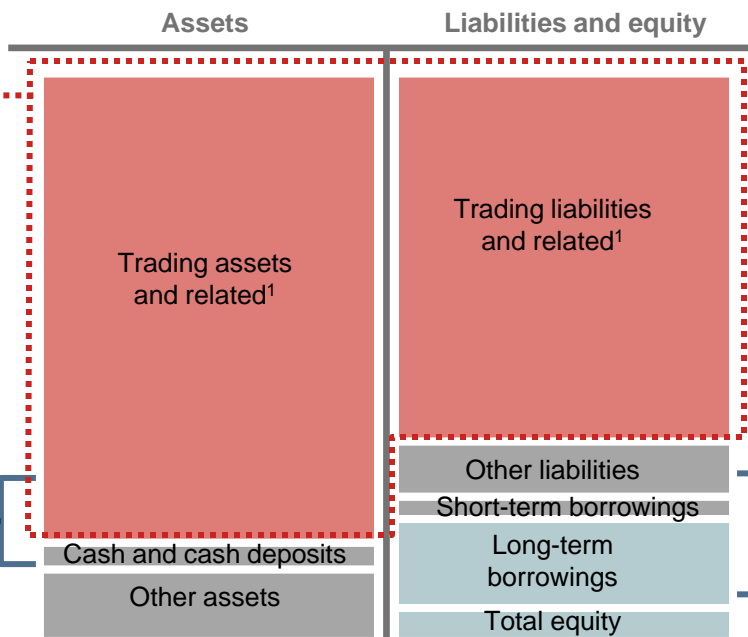 Assets
Liabilities and equity
Trading assets
and related¹
Cash and cash deposits
Other assets
Trading liabilities
and related¹
Other liabilities
Short-term borrowings
Long-term
borrowings
Total equity